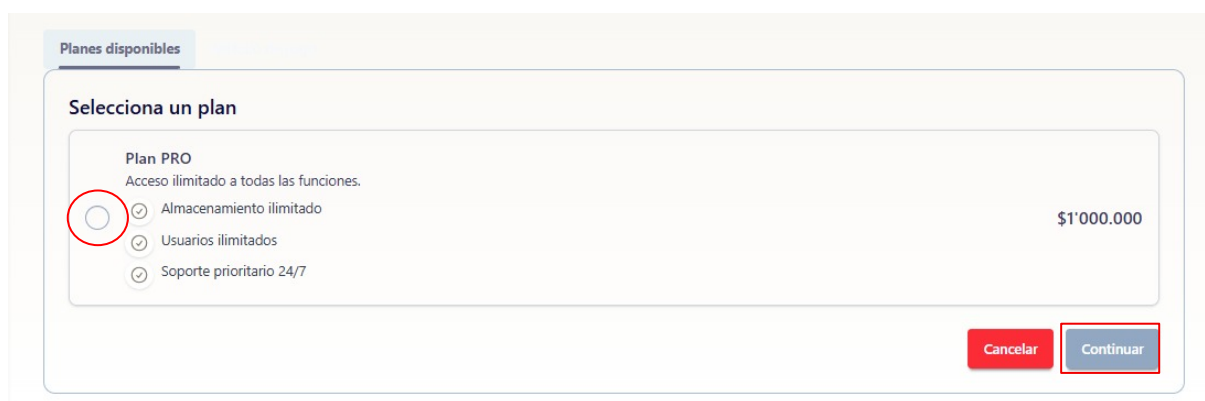 Planes disponibles
Selecciona un plan
Plan PRO
Acceso ilimitado a todas las funciones.
Almacenamiento ilimitado
$1'000.000
Usuarios ilimitados
Soporte prioritario 24/7
Cancelar
Continuar